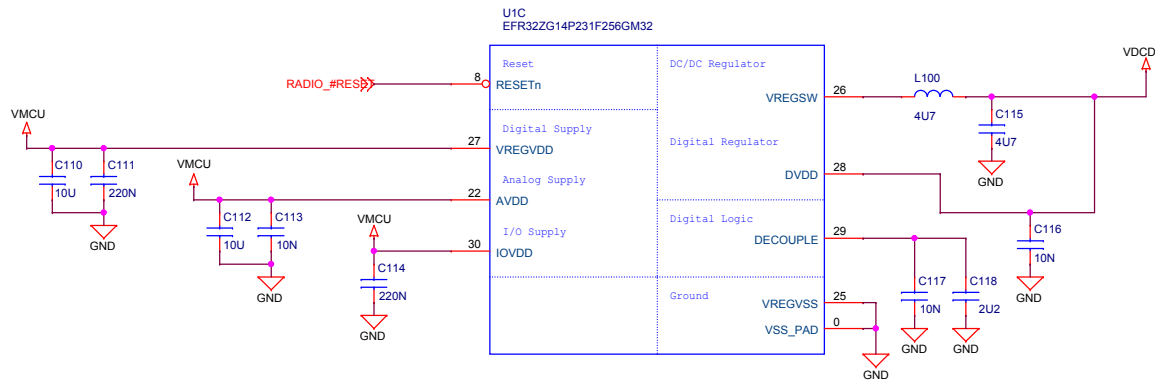 U1C
EFR32ZG14P231F256GM32
Reset
DC/DC Regulator
VDCD
RADIO_#RESET
8
RESETn
VREGSW
26
L100
4U7
C115
4U7
GND
VMCU
Digital Supply
27
VREGVDD
Digital Regulator
C110
10U
C111
220N
GND
VMCU
Analog Supply
22
AVDD
DVDD
28
C112
10U
C113
10N
GND
VMCU
I/O Supply
30
IOVDD
Digital Logic
DECOUPLE
29
C116
10N
GND
C114
220N
GND
C117
10N
GND
C118
2U2
GND
Ground
VREGVSS
25
VSS_PAD
0
GND